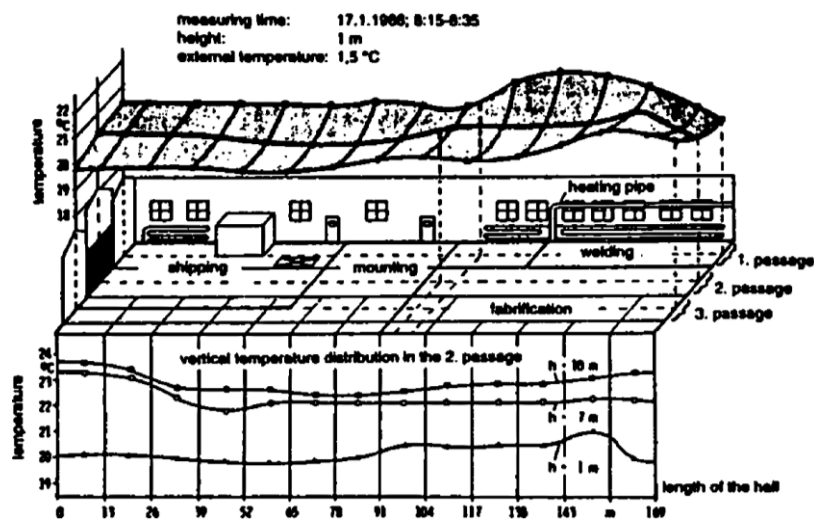 measuring time: 17.1.1986; 8:15-8:35
height: 1 m
external temperature: 1,5 °C
temperature
22
°C
21
20
19
18
heating pipe
shipping
mounting
welding
fabrification
1. passage
2. passage
3. passage
vertical temperature distribution in the 2. passage
temperature
24
°C
23
22
21
20
19
h = 10 m
h = 7 m
h = 1 m
length of the hall
0 13 26 39 52 65 78 91 104 117 130 143 m 169